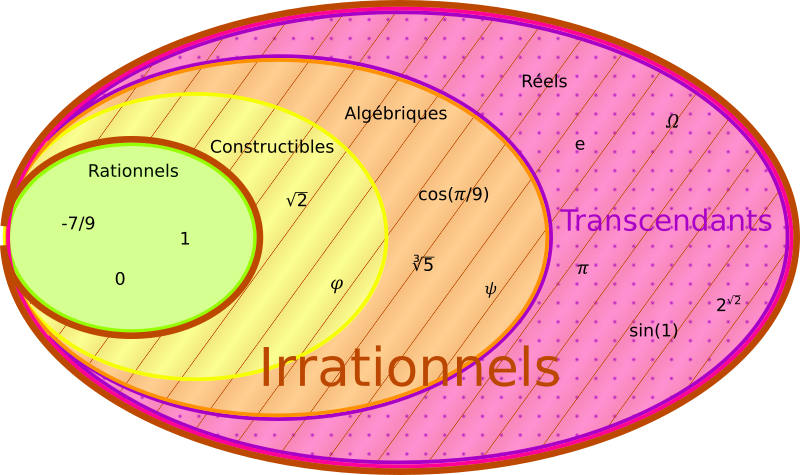 Réels
Algébriques
Ω
e
Constructibles
Rationnels
cos(π/9)
√2
Transcendants
-7/9
1
∛5
π
0
φ
ψ
2^√2
sin(1)
Irrationnels